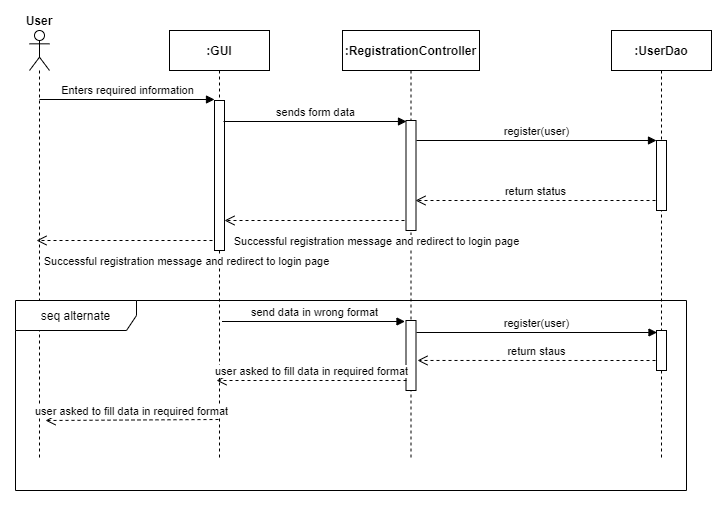 User
:GUI
:RegistrationController
:UserDao
Enters required information
sends form data
register(user)
return status
Successful registration message and redirect to login page
Successful registration message and redirect to login page
seq alternate
send data in wrong format
register(user)
return staus
user asked to fill data in required format
user asked to fill data in required format